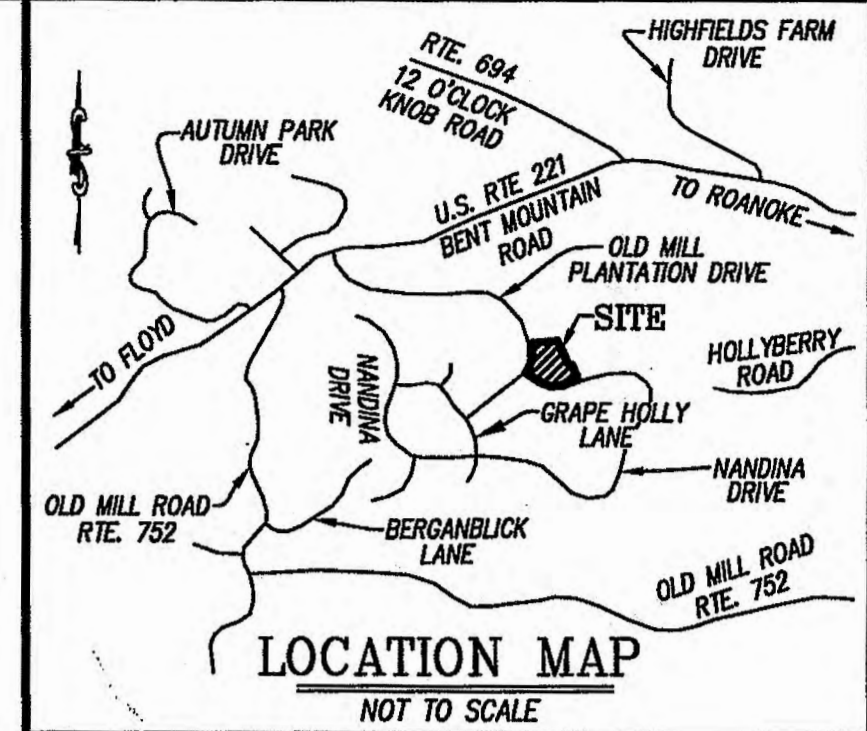 HIGHFIELDS FARM
DRIVE
RTE. 694
12 O'CLOCK
KNOB ROAD
AUTUMN PARK
DRIVE
U.S. RTE 221
BENT MOUNTAIN
ROAD
TO ROANOKE
OLD MILL
PLANTATION DRIVE
SITE
TO FLOYD
NANDINA
DRIVE
HOLLYBERRY
ROAD
GRAPE HOLLY
LANE
NANDINA
DRIVE
OLD MILL ROAD
RTE. 752
BERGANBLICK
LANE
OLD MILL ROAD
RTE. 752
LOCATION MAP
NOT TO SCALE